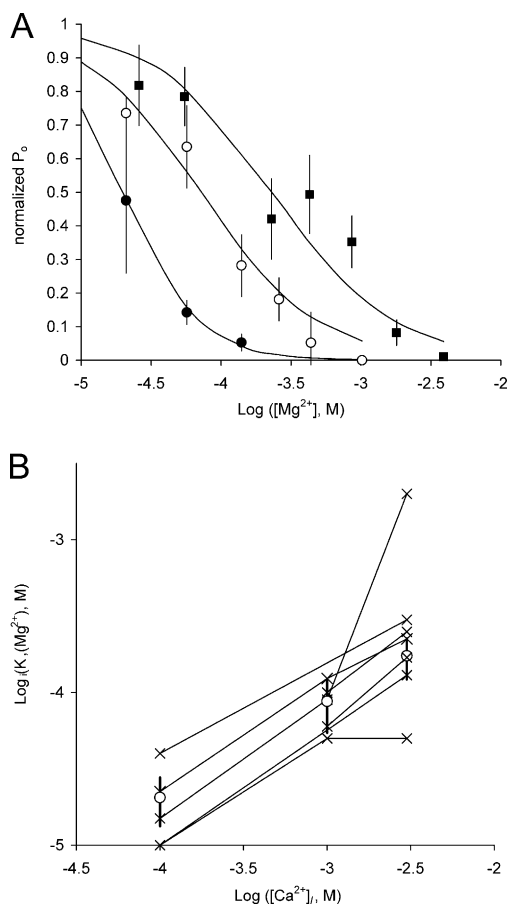 A
1
0.9
0.8
0.7
0.6
0.5
0.4
0.3
0.2
0.1
0
normalized Po
-5 -4.5 -4 -3.5 -3 -2.5 -2
Log ([Mg2+], M)
B
-3
-4
-5
Logi(K,(Mg2+), M)
-4.5 -4 -3.5 -3 -2.5 -2
Log ([Ca2+]l, M)